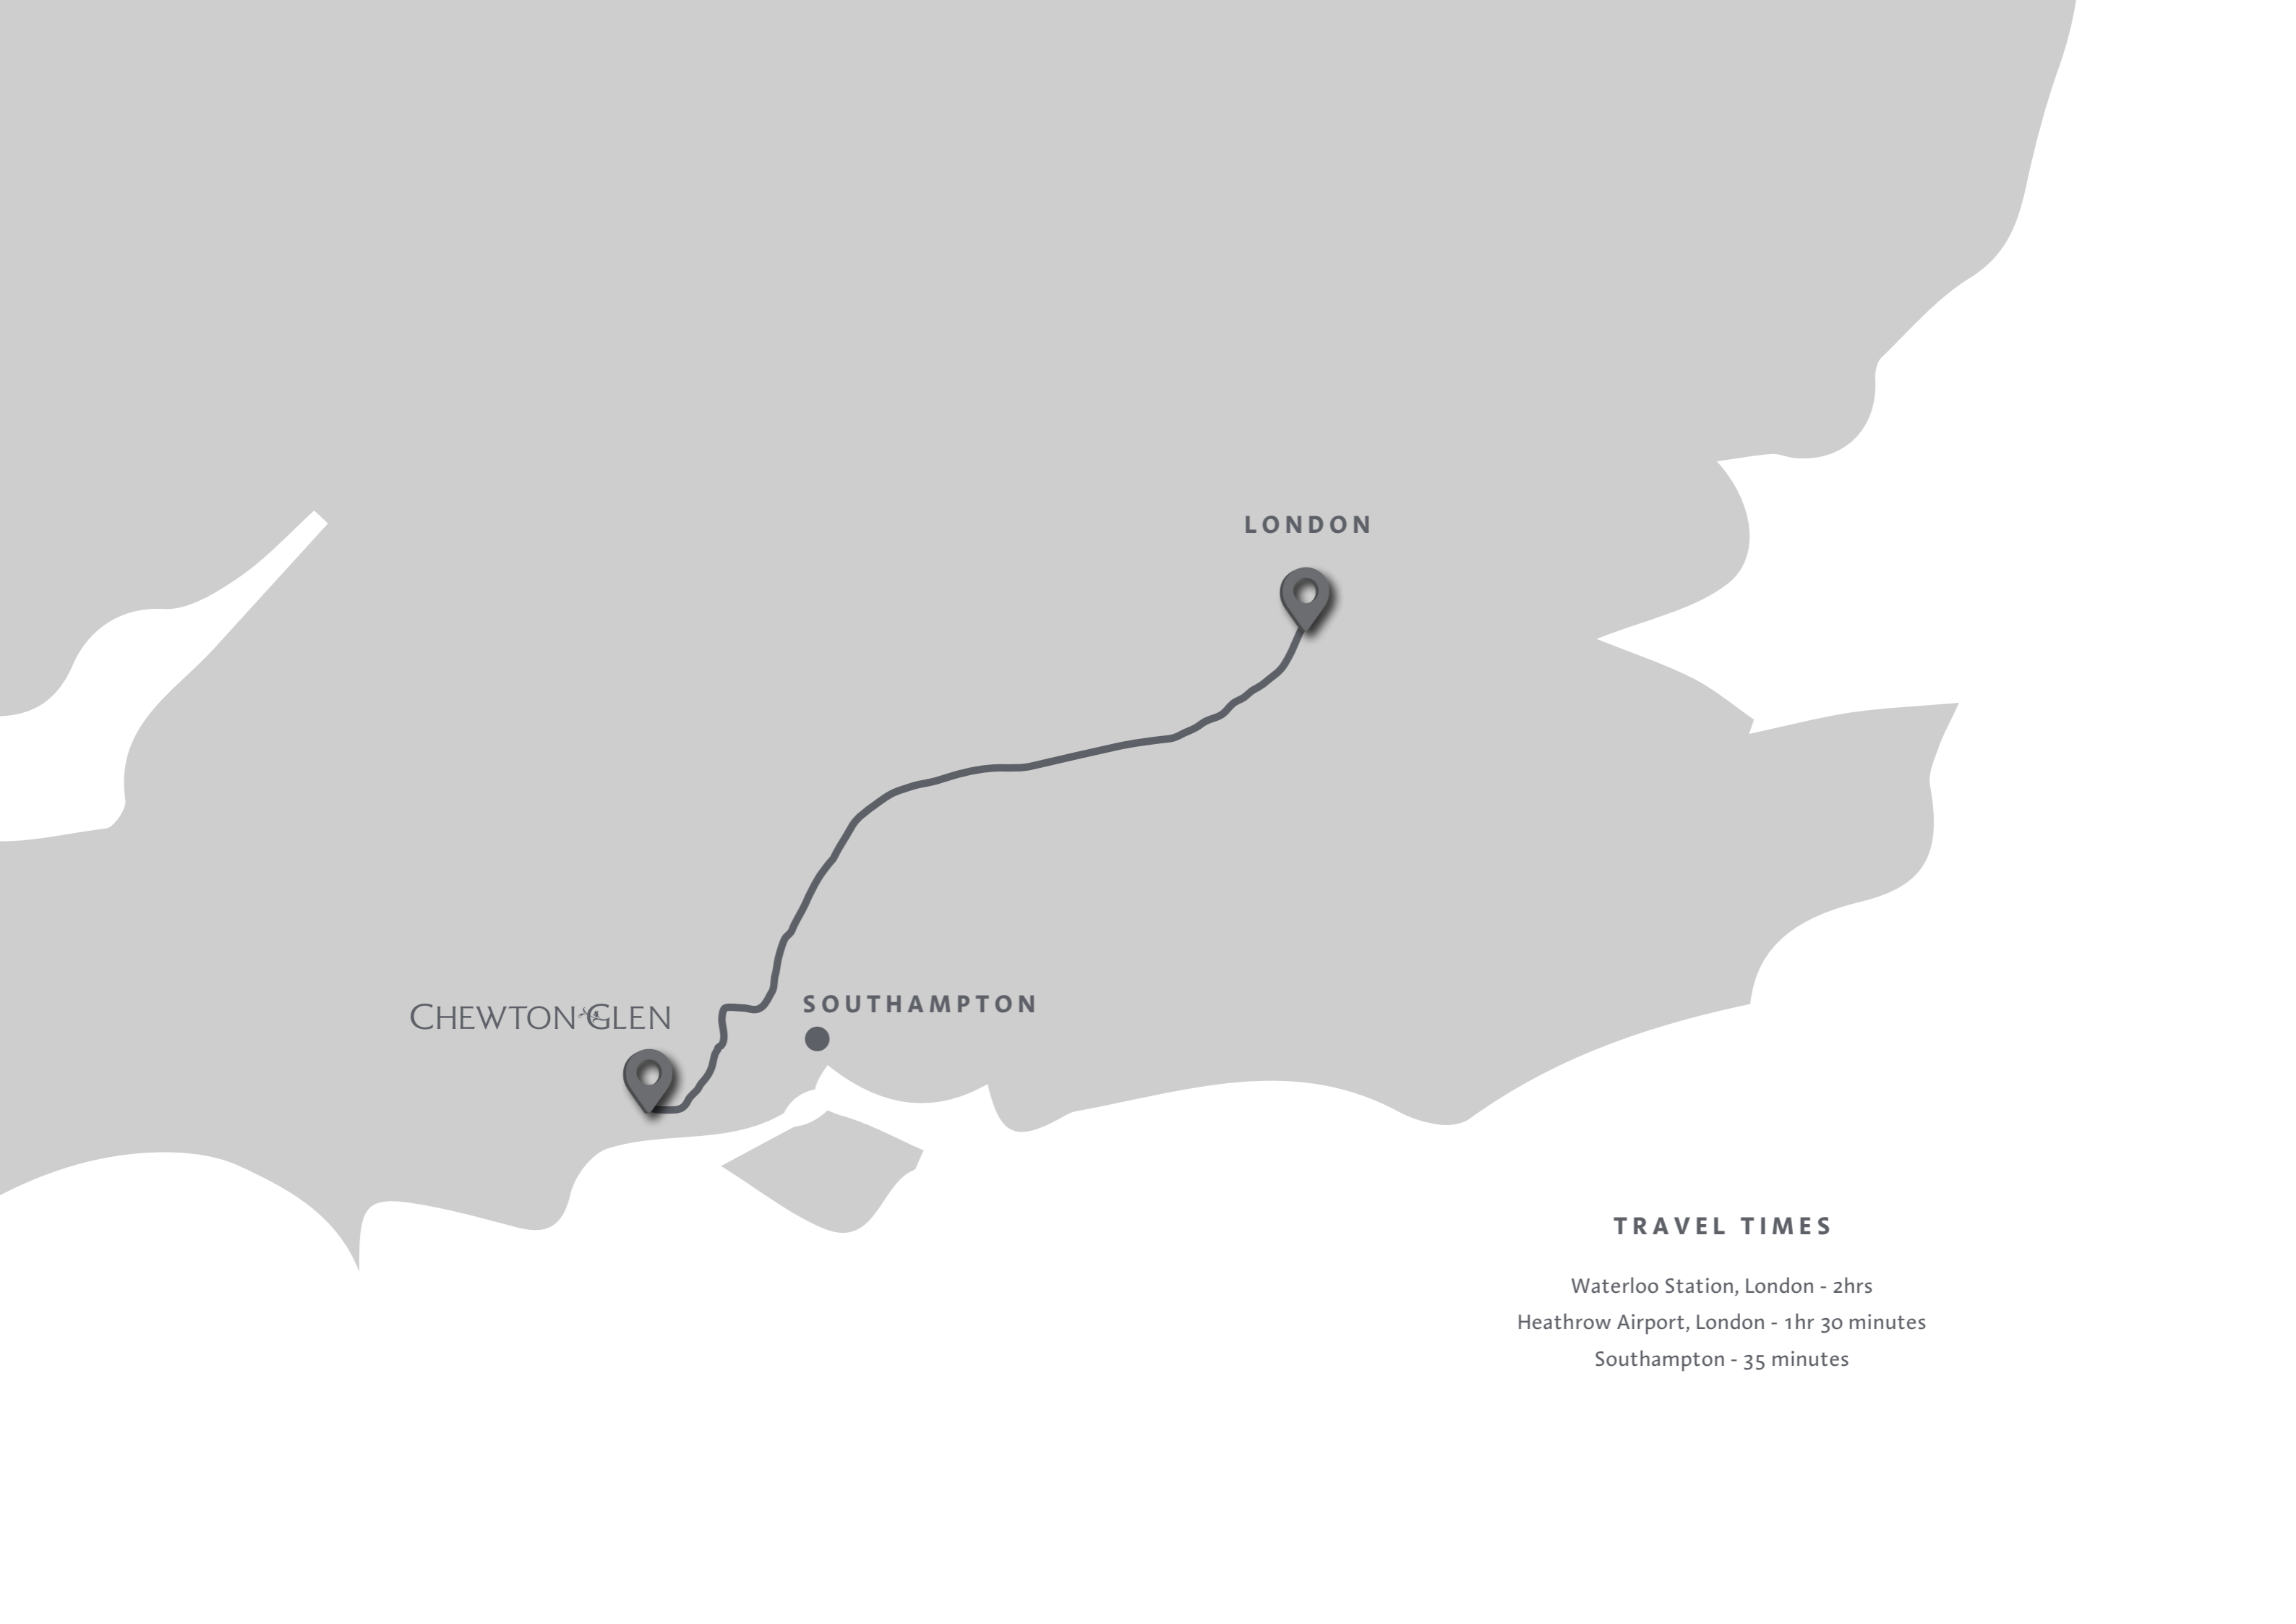 LONDON
SOUTHAMPTON
CHEWTON GLEN
TRAVEL TIMES
Waterloo Station, London - 2hrs
Heathrow Airport, London - 1hr 30 minutes
Southampton - 35 minutes